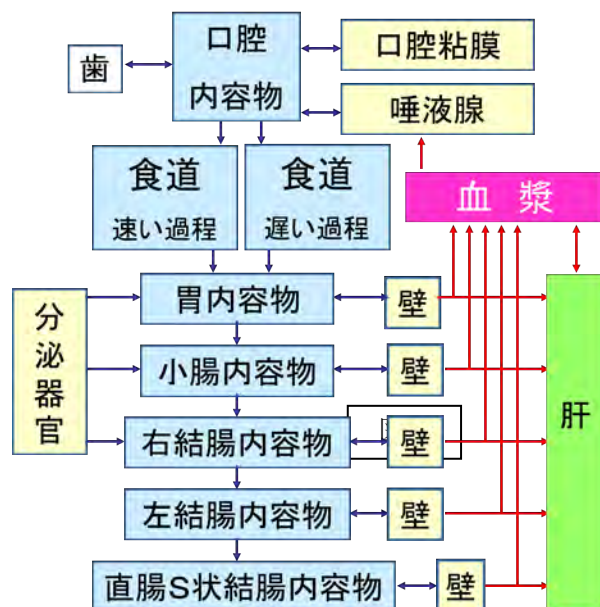 口腔
内容物
歯
口腔粘膜
唾液腺
食道
速い過程
食道
遅い過程
血 漿
分泌器官
胃内容物
壁
小腸内容物
壁
右結腸内容物
壁
左結腸内容物
壁
直腸S状結腸内容物
壁
肝